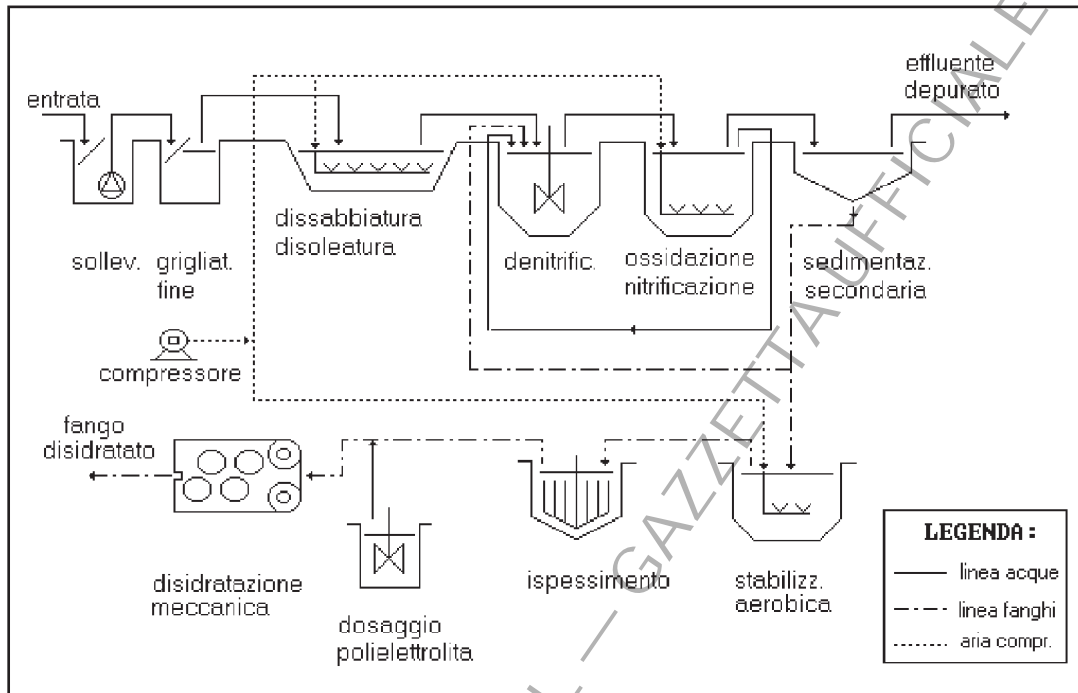 entrata
effluente
depurato
dissabbiatura
disoleatura
sollev.
grigliat.
fine
denitrific.
ossidazione
nitrificazione
sedimentaz.
secondaria
compressore
fango
disidratato
disidratazione
meccanica
dosaggio
polielettrolita
ispessimento
stabilizz.
aerobica
LEGENDA :
linea acque
linea fanghi
aria compr.
L — GAZZETTA UFFICIALE